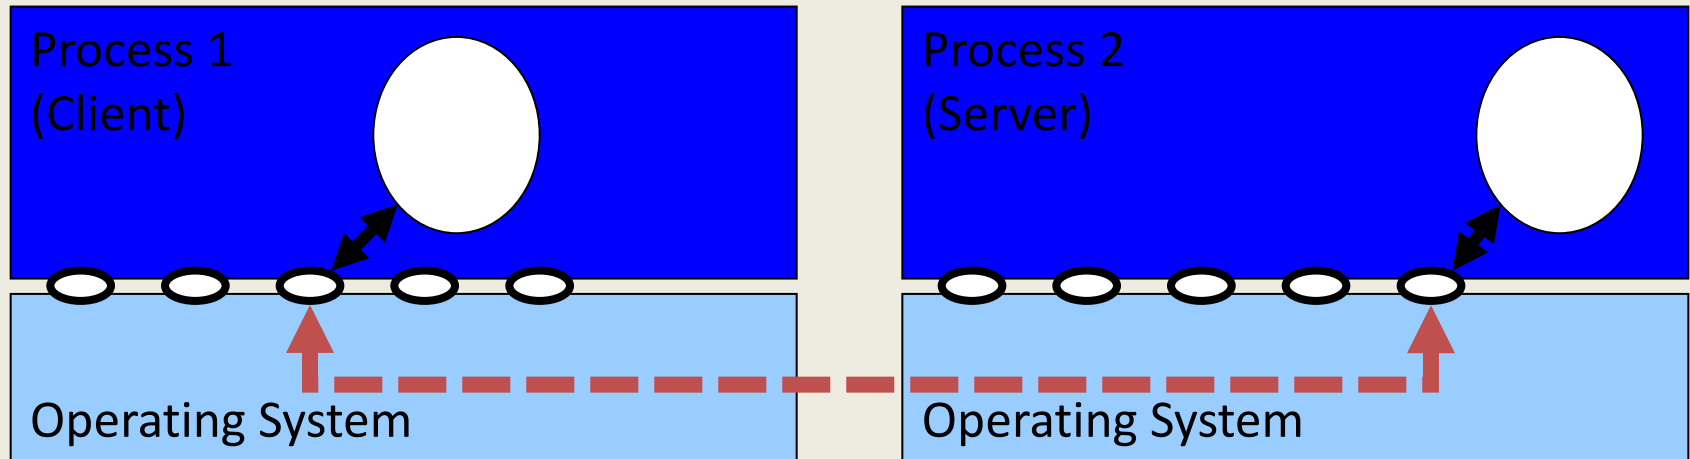 Process 1
(Client)
Operating System
Process 2
(Server)
Operating System